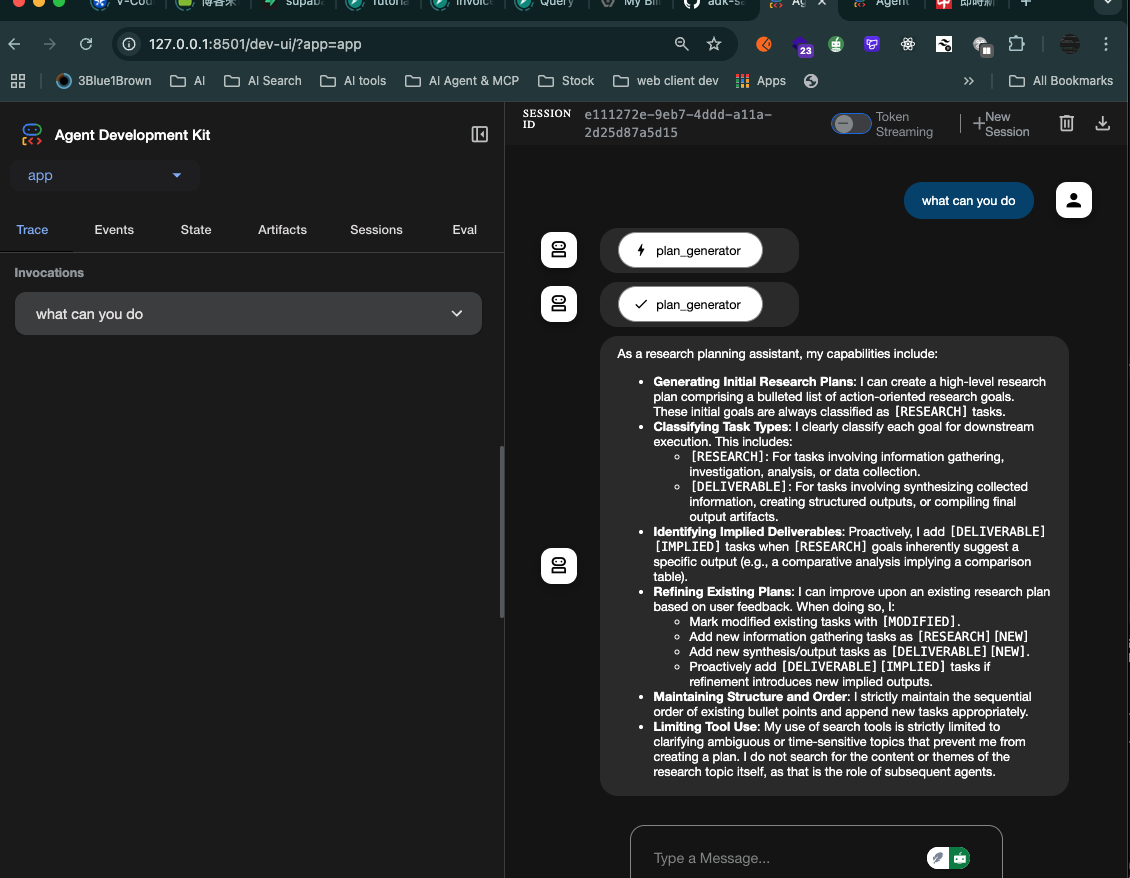 V-Cou
supaba
Tutoria
Invoice
Query
My Bil
adk-sa
Ag
Agent
即時新
127.0.0.1:8501/dev-ui/?app=app
23
3Blue1Brown
AI
AI Search
AI tools
AI Agent & MCP
Stock
web client dev
Apps
»
All Bookmarks
Agent Development Kit
app
Trace
Events
State
Artifacts
Sessions
Eval
Invocations
what can you do
SESSION
ID
e111272e-9eb7-4ddd-a11a-
2d25d87a5d15
Token
Streaming
New
Session
what can you do
plan_generator
plan_generator
As a research planning assistant, my capabilities include:
• Generating Initial Research Plans: I can create a high-level research
plan comprising a bulleted list of action-oriented research goals.
These initial goals are always classified as [RESEARCH] tasks.
• Classifying Task Types: I clearly classify each goal for downstream
execution. This includes:
◦ [RESEARCH]: For tasks involving information gathering,
investigation, analysis, or data collection.
◦ [DELIVERABLE]: For tasks involving synthesizing collected
information, creating structured outputs, or compiling final
output artifacts.
• Identifying Implied Deliverables: Proactively, I add [DELIVERABLE]
[IMPLIED] tasks when [RESEARCH] goals inherently suggest a
specific output (e.g., a comparative analysis implying a comparison
table).
• Refining Existing Plans: I can improve upon an existing research plan
based on user feedback. When doing so, I:
◦ Mark modified existing tasks with [MODIFIED].
◦ Add new information gathering tasks as [RESEARCH][NEW]
◦ Add new synthesis/output tasks as [DELIVERABLE][NEW].
◦ Proactively add [DELIVERABLE][IMPLIED] tasks if
refinement introduces new implied outputs.
• Maintaining Structure and Order: I strictly maintain the sequential
order of existing bullet points and append new tasks appropriately.
• Limiting Tool Use: My use of search tools is strictly limited to
clarifying ambiguous or time-sensitive topics that prevent me from
creating a plan. I do not search for the content or themes of the
research topic itself, as that is the role of subsequent agents.
Type a Message...